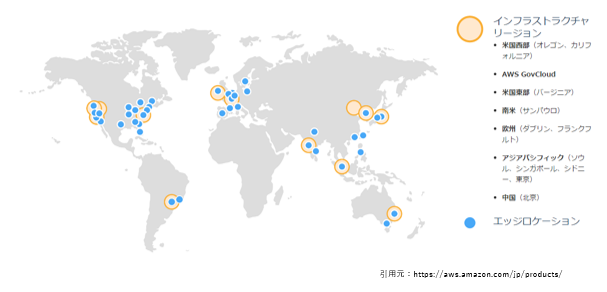 インフラストラクチャ
リージョン
• 米国西部（オレゴン、カリフ
ォルニア）
• AWS GovCloud
• 米国東部（バージニア）
• 南米（サンパウロ）
• 欧州（ダブリン、フランクフ
ルト）
• アジアパシフィック（ソウ
ル、シンガポール、シドニ
ー、東京）
• 中国（北京）
エッジロケーション
引用元：https://aws.amazon.com/jp/products/